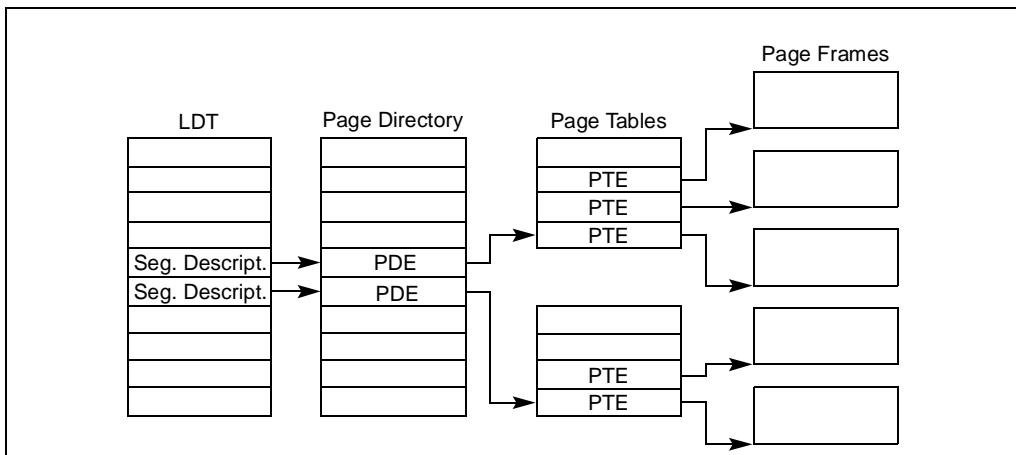 Page Frames
LDT
Page Directory
Page Tables
PTE
PTE
PTE
Seg. Descript.
PDE
Seg. Descript.
PDE
PTE
PTE